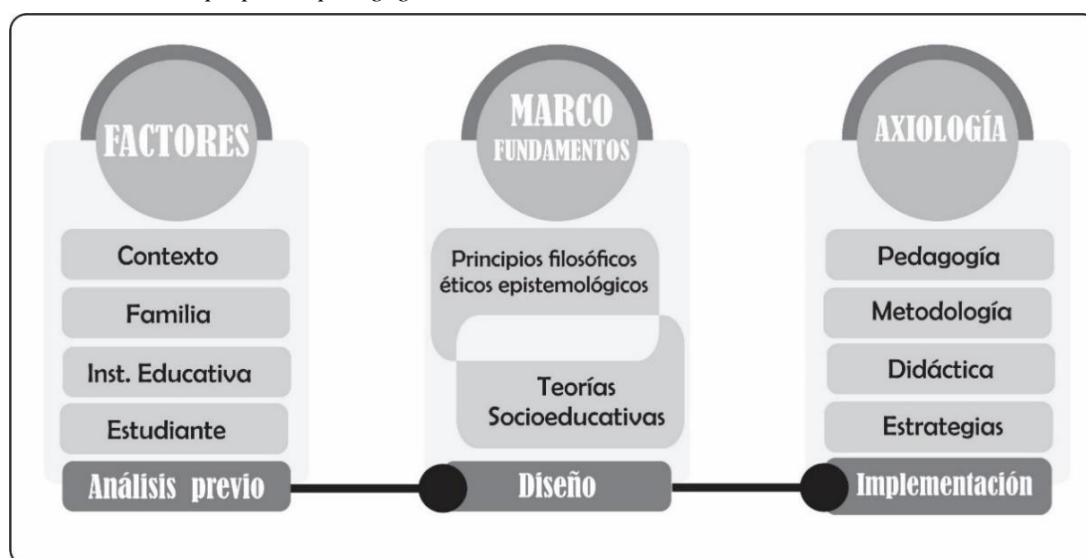 FACTORES
Contexto
Familia
Inst. Educativa
Estudiante
Análisis previo
MARCO
FUNDAMENTOS
Principios filosóficos
éticos epistemológicos
Teorías
Socioeducativas
Diseño
AXIOLOGÍA
Pedagogía
Metodología
Didáctica
Estrategias
Implementación